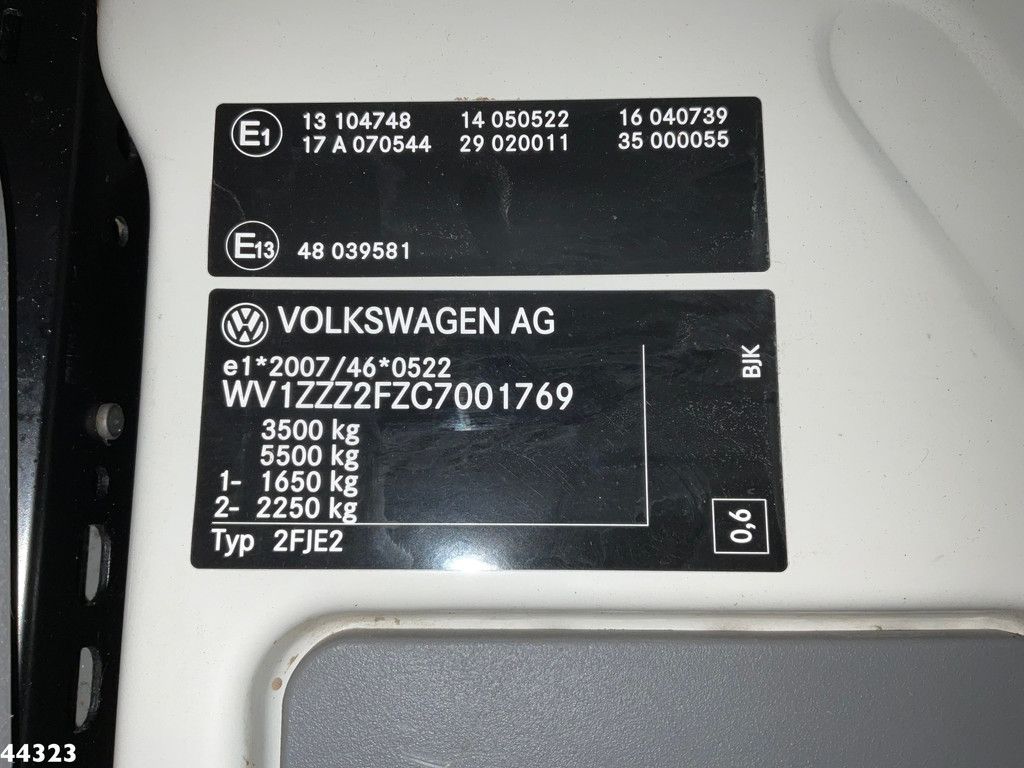 E1 13 104748 14 050522 16 040739
17 A 070544 29 020011 35 000055
E13 48 039581
VOLKSWAGEN AG
e1*2007/46*0522
WV1ZZZ2FZC7001769
3500 kg
5500 kg
1- 1650 kg
2- 2250 kg
Typ 2FJE2
BJK
0,6
44323